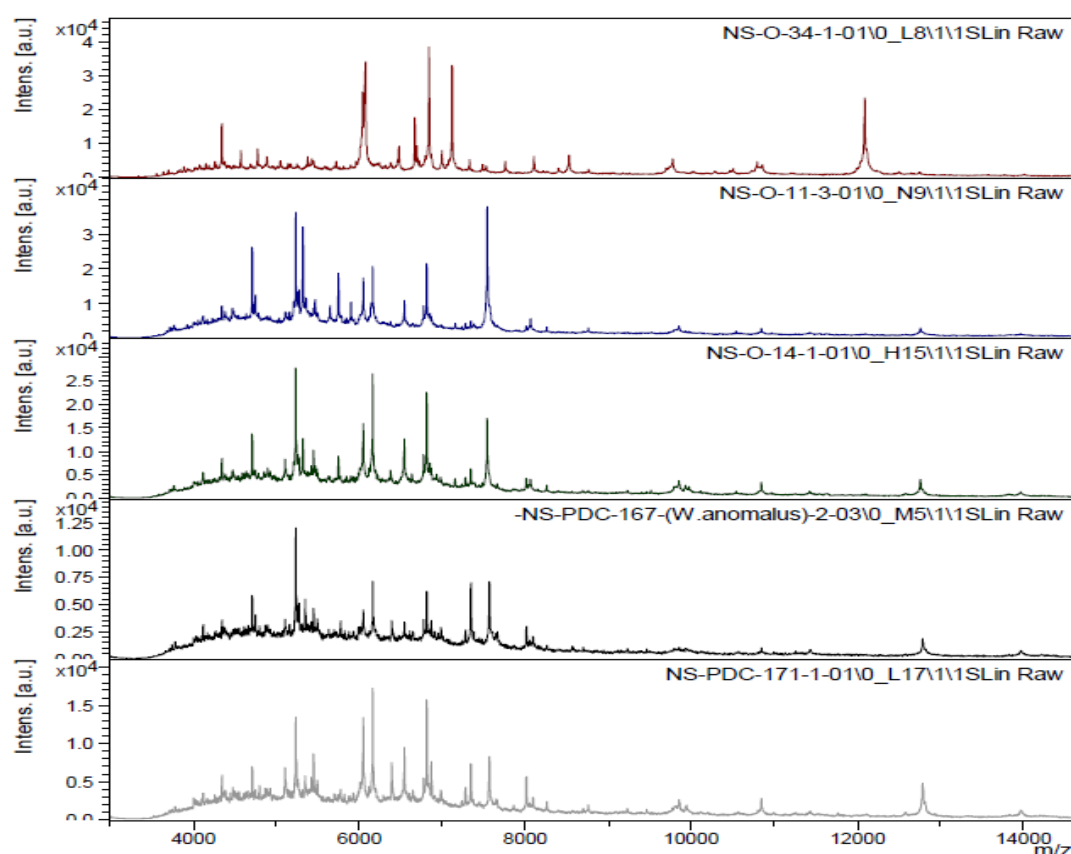 Intens. [a.u.]
x10⁴
4
3
2
1
0
NS-O-34-1-01\0_L8\1\1SLin Raw
Intens. [a.u.]
x10⁴
3
2
1
0
NS-O-11-3-01\0_N9\1\1SLin Raw
Intens. [a.u.]
x10⁴
2.5
2.0
1.5
1.0
0.5
0.0
NS-O-14-1-01\0_H15\1\1SLin Raw
Intens. [a.u.]
x10⁴
1.25
1.00
0.75
0.50
0.25
0.00
-NS-PDC-167-(W.anomalus)-2-03\0_M5\1\1SLin Raw
Intens. [a.u.]
x10⁴
1.5
1.0
0.5
0.0
NS-PDC-171-1-01\0_L17\1\1SLin Raw
4000 6000 8000 10000 12000 14000
m/z